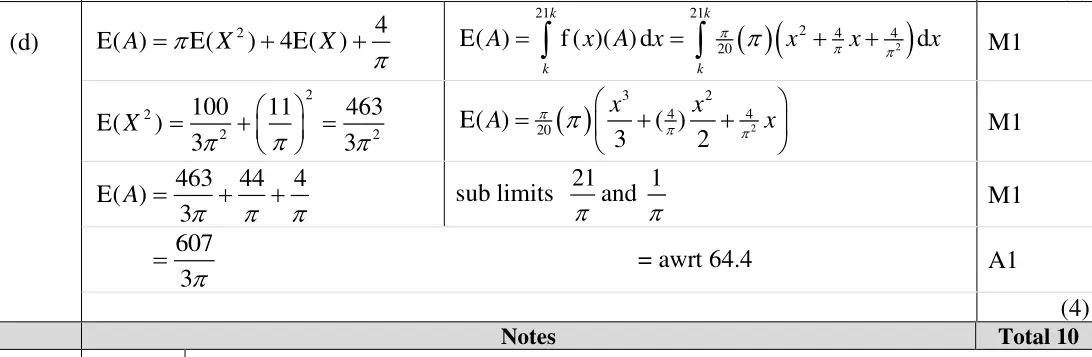 (d) E(A) = πE(X²) + 4E(X) + 4/π E(A) = ∫_k^{21k} f(x)(A)dx = ∫_k^{21k} π/20 (π)(x² + 4/π x + 4/π²)dx M1
E(X²) = 100/3π² + (11/π)² = 463/3π² E(A) = π/20 (π)(x³/3 + (4/π) x²/2 + 4/π² x) M1
E(A) = 463/3π + 44/π + 4/π sub limits 21/π and 1/π M1
= 607/3π = awrt 64.4 A1
(4)
Notes Total 10